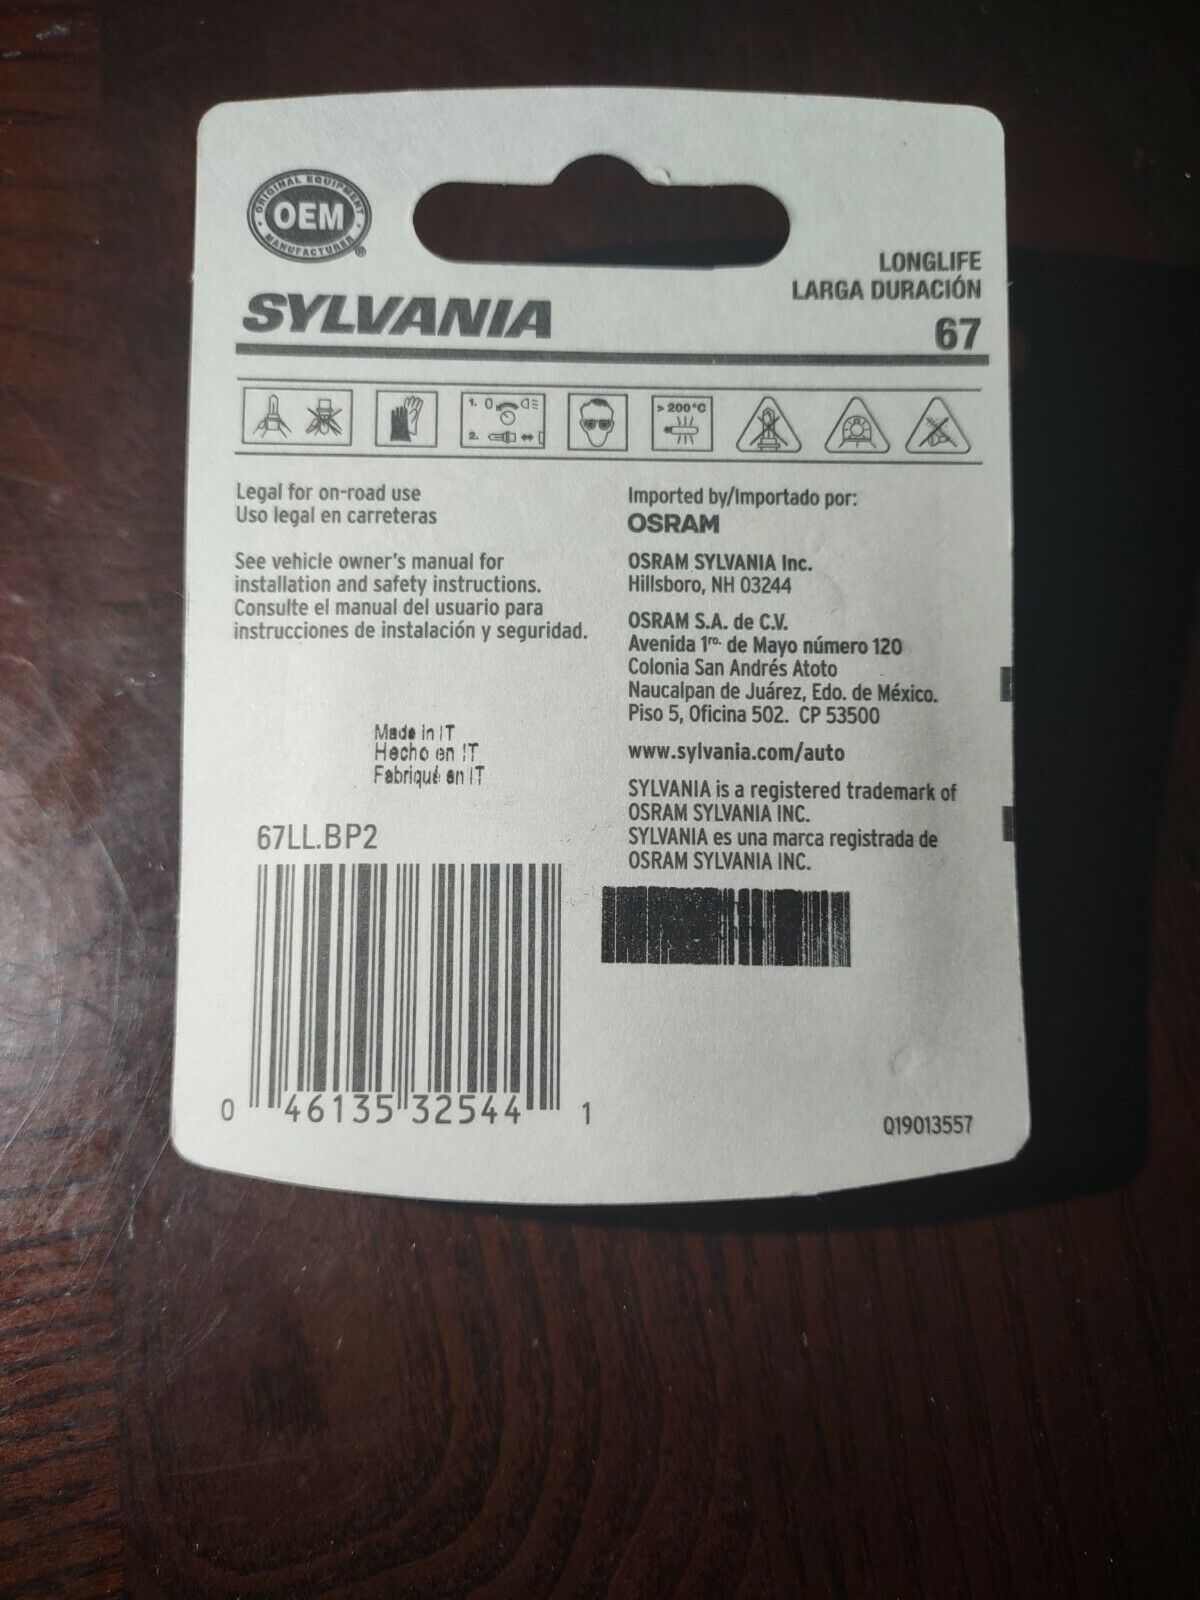 ORIGINAL EQUIPMENT
OEM
MANUFACTURER
®
SYLVANIA
LONGLIFE
LARGA DURACIÓN
67
1. 0
2.
> 200°C
Legal for on-road use
Uso legal en carreteras
See vehicle owner's manual for
installation and safety instructions.
Consulte el manual del usuario para
instrucciones de instalación y seguridad.
Made in IT
Hecho en IT
Fabriqué en IT
67LL.BP2
0 46135 32544 1
Imported by/Importado por:
OSRAM
OSRAM SYLVANIA Inc.
Hillsboro, NH 03244
OSRAM S.A. de C.V.
Avenida 1ro. de Mayo número 120
Colonia San Andrés Atoto
Naucalpan de Juárez, Edo. de México.
Piso 5, Oficina 502. CP 53500
www.sylvania.com/auto
SYLVANIA is a registered trademark of
OSRAM SYLVANIA INC.
SYLVANIA es una marca registrada de
OSRAM SYLVANIA INC.
Q19013557